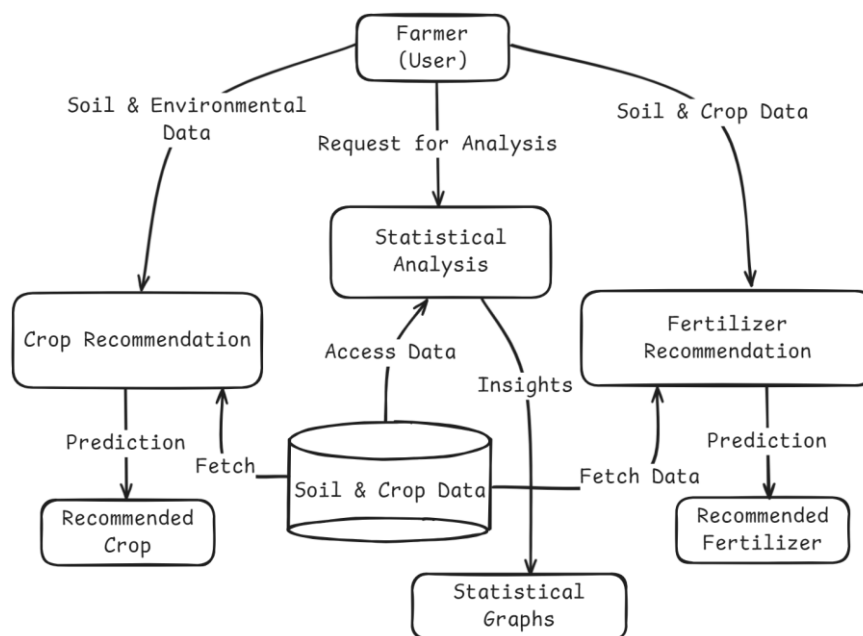 Farmer
(User)
Soil & Environmental
Data
Soil & Crop Data
Request for Analysis
Statistical
Analysis
Crop Recommendation
Fertilizer
Recommendation
Access Data
Insights
Prediction
Prediction
Fetch
Soil & Crop Data
Fetch Data
Recommended
Crop
Recommended
Fertilizer
Statistical
Graphs